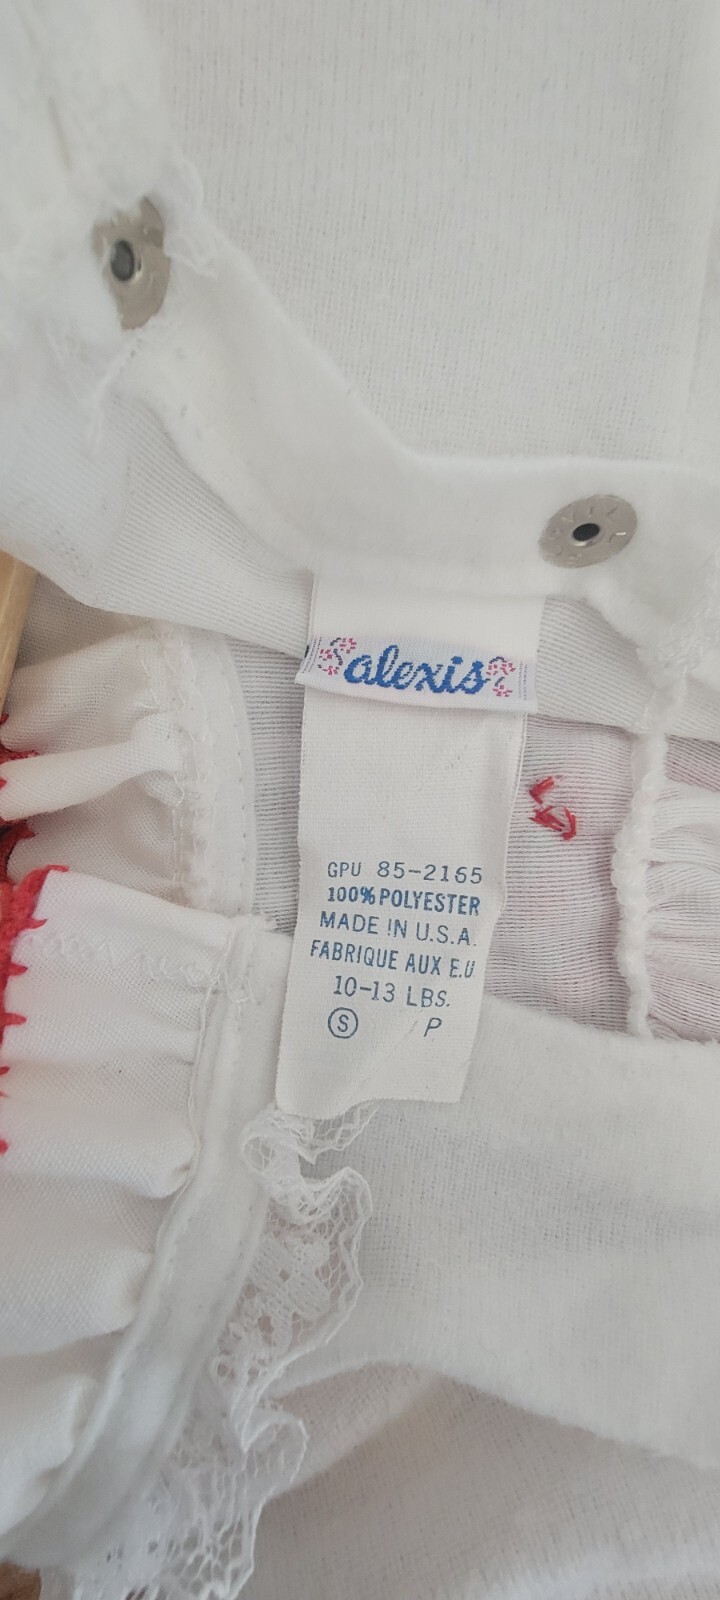 alexis
GPU 85-2165
100% POLYESTER
MADE IN U.S.A.
FABRIQUE AUX E.U
10-13 LBS.
S P